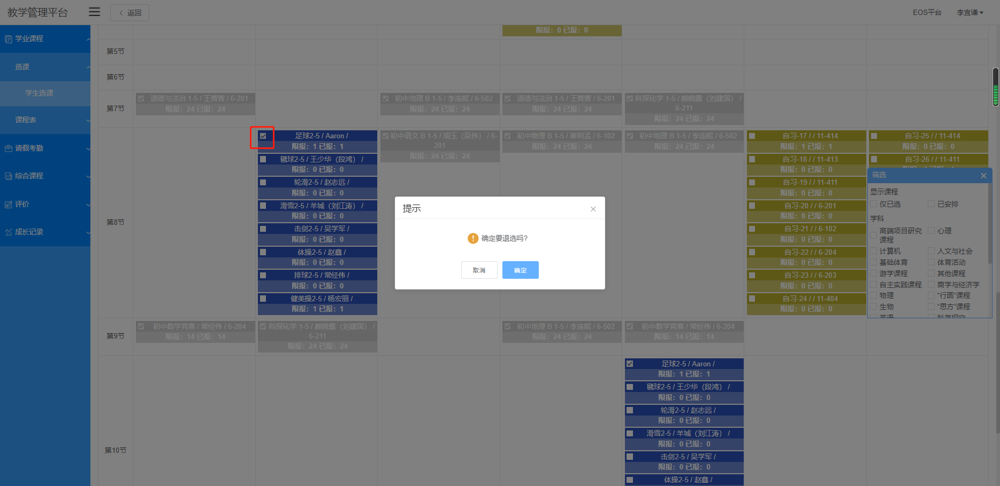 教学管理平台
返回
EOS平台
李宜谦
学业课程
选课
学生选课
课程表
请假考勤
综合课程
评价
成长记录
限报：0 已报：0
第5节
第6节
第7节
道德与法治 1-5 / 王菁菁 / 6-201
限报：24 已报：24
初中地理 B 1-5 / 李连妮 / 6-502
限报：24 已报：24
道德与法治 1-5 / 王菁菁 / 6-201
限报：24 已报：24
科探化学 1-5 / 颜晓露（刘建国） /
6-211
限报：24 已报：24
第8节
足球2-5 / Aaron /
限报：1 已报：1
毽球2-5 / 王少华（段鸿） /
限报：0 已报：0
轮滑2-5 / 赵志远 /
限报：0 已报：0
滑雪2-5 / 羊城（刘江涛） /
限报：0 已报：0
击剑2-5 / 吴学军 /
限报：0 已报：0
体操2-5 / 赵鑫 /
限报：0 已报：0
排球2-5 / 常经伟 /
限报：0 已报：0
健美操2-5 / 杨宏丽 /
限报：1 已报：1
初中语文 B 1-5 / 胡玉（吴伟） / 6-
201
限报：24 已报：24
初中物理 B 1-5 / 崔利孟 / 6-102
限报：24 已报：24
初中地理 B 1-5 / 李连妮 / 6-502
限报：24 已报：24
自习-17 / / 11-414
限报：1 已报：1
自习-18 / / 11-413
限报：0 已报：0
自习-19 / / 11-411
限报：0 已报：0
自习-20 / / 6-201
限报：0 已报：0
自习-21 / / 6-102
限报：0 已报：0
自习-22 / / 6-204
限报：0 已报：0
自习-23 / / 6-203
限报：0 已报：0
自习-24 / / 11-404
限报：0 已报：0
自习-25 / / 11-414
限报：0 已报：0
自习-26 / / 11-411
筛选
显示课程
仅已选
已安排
学科
高端项目研究
课程
心理
计算机
人文与社会
基础体育
体育活动
游学课程
其他课程
自主实践课程
商学与经济学
物理
“行圆”课程
生物
“思方”课程
英语
科学探究
提示
确定要退选吗?
取消
确定
第9节
初中数学竞赛 / 常经伟 / 6-204
限报：14 已报：14
科探化学 1-5 / 颜晓露（刘建国） /
6-211
限报：24 已报：24
初中地理 B 1-5 / 李连妮 / 6-502
限报：24 已报：24
初中数学竞赛 / 常经伟 / 6-204
限报：14 已报：14
第10节
足球2-5 / Aaron /
限报：1 已报：1
毽球2-5 / 王少华（段鸿） /
限报：0 已报：0
轮滑2-5 / 赵志远 /
限报：0 已报：0
滑雪2-5 / 羊城（刘江涛） /
限报：0 已报：0
击剑2-5 / 吴学军 /
限报：0 已报：0
体操2-5 / 赵鑫 /